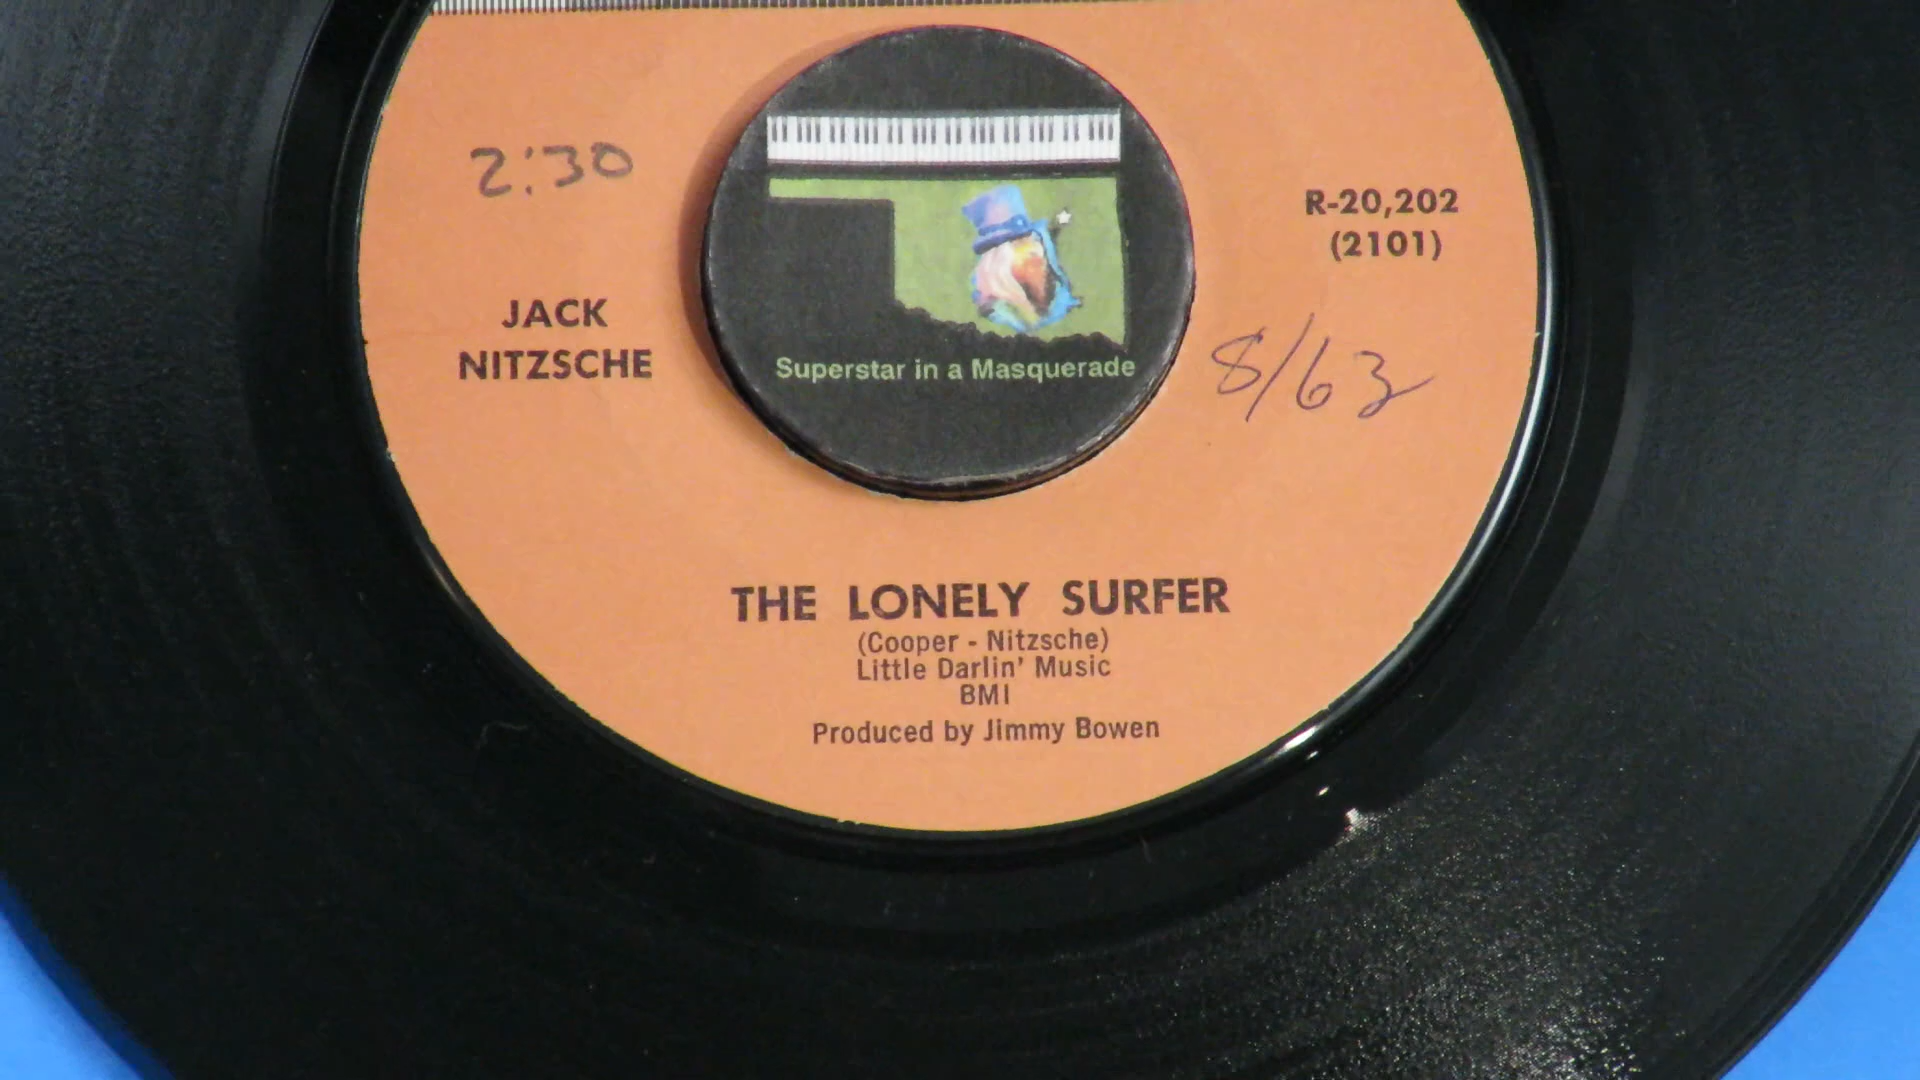 2:30
R-20,202
(2101)
JACK
NITZSCHE
Superstar in a Masquerade
8/63
THE LONELY SURFER
(Cooper - Nitzsche)
Little Darlin' Music
BMI
Produced by Jimmy Bowen